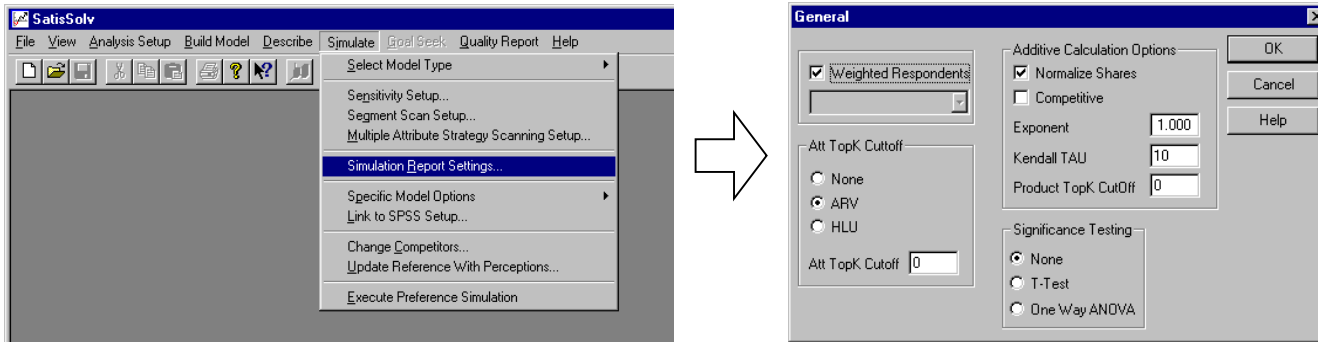 SatisSolv
File View Analysis Setup Build Model Describe Simulate Goal Seek Quality Report Help
Select Model Type
Sensitivity Setup...
Segment Scan Setup...
Multiple Attribute Strategy Scanning Setup...
Simulation Report Settings...
Specific Model Options
Link to SPSS Setup...
Change Competitors...
Update Reference With Perceptions...
Execute Preference Simulation
General
Weighted Respondents
Att TopK Cuttoff
None
ARV
HLU
Att TopK Cutoff 0
Additive Calculation Options
Normalize Shares
Competitive
Exponent 1.000
Kendall TAU 10
Product TopK CutOff 0
Significance Testing
None
T-Test
One Way ANOVA
OK
Cancel
Help